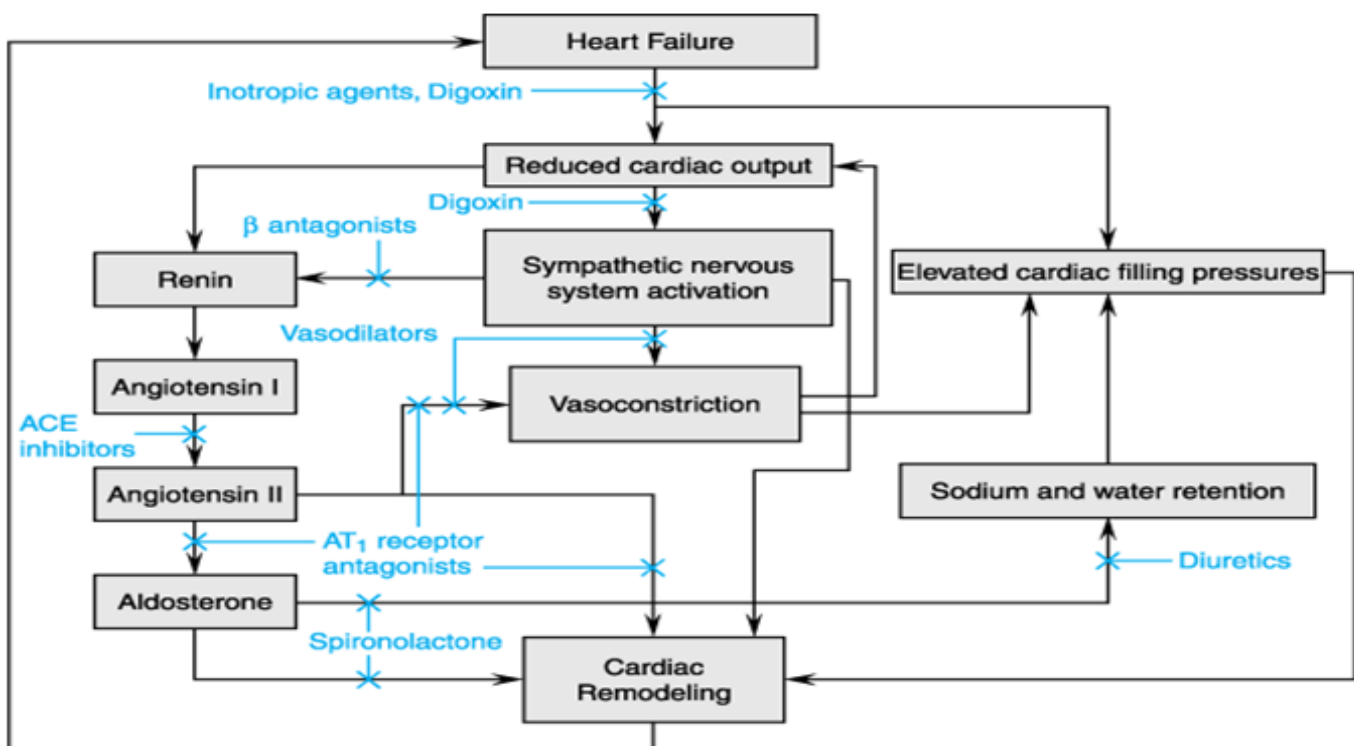 Heart Failure
Inotropic agents, Digoxin
Reduced cardiac output
Digoxin
β antagonists
Renin
Sympathetic nervous
system activation
Elevated cardiac filling pressures
Vasodilators
Angiotensin I
Vasoconstriction
ACE
inhibitors
Angiotensin II
Sodium and water retention
AT₁ receptor
antagonists
Diuretics
Aldosterone
Spironolactone
Cardiac
Remodeling